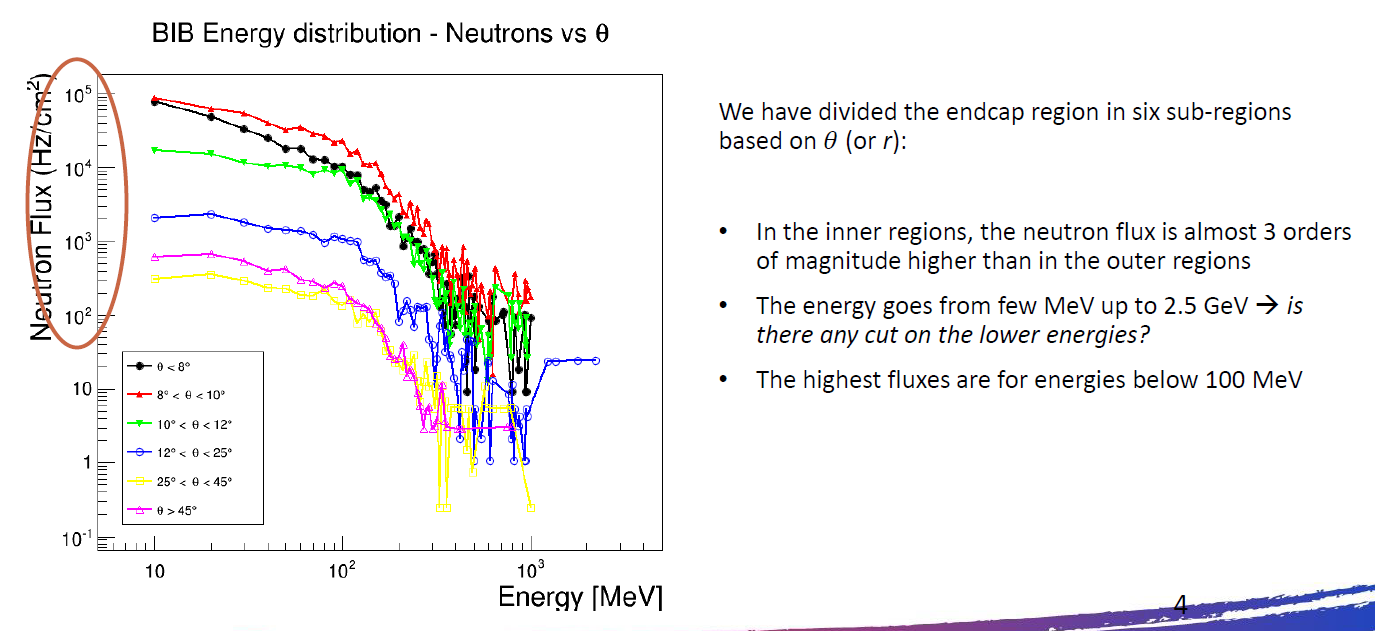 BIB Energy distribution - Neutrons vs θ
Neutron Flux (Hz/cm²)
10⁵
10⁴
10³
10²
10
1
10⁻¹
θ < 8°
8° < θ < 10°
10° < θ < 12°
12° < θ < 25°
25° < θ < 45°
θ > 45°
10
10²
10³
Energy [MeV]
We have divided the endcap region in six sub-regions
based on θ (or r):
• In the inner regions, the neutron flux is almost 3 orders
of magnitude higher than in the outer regions
• The energy goes from few MeV up to 2.5 GeV → is
there any cut on the lower energies?
• The highest fluxes are for energies below 100 MeV
4